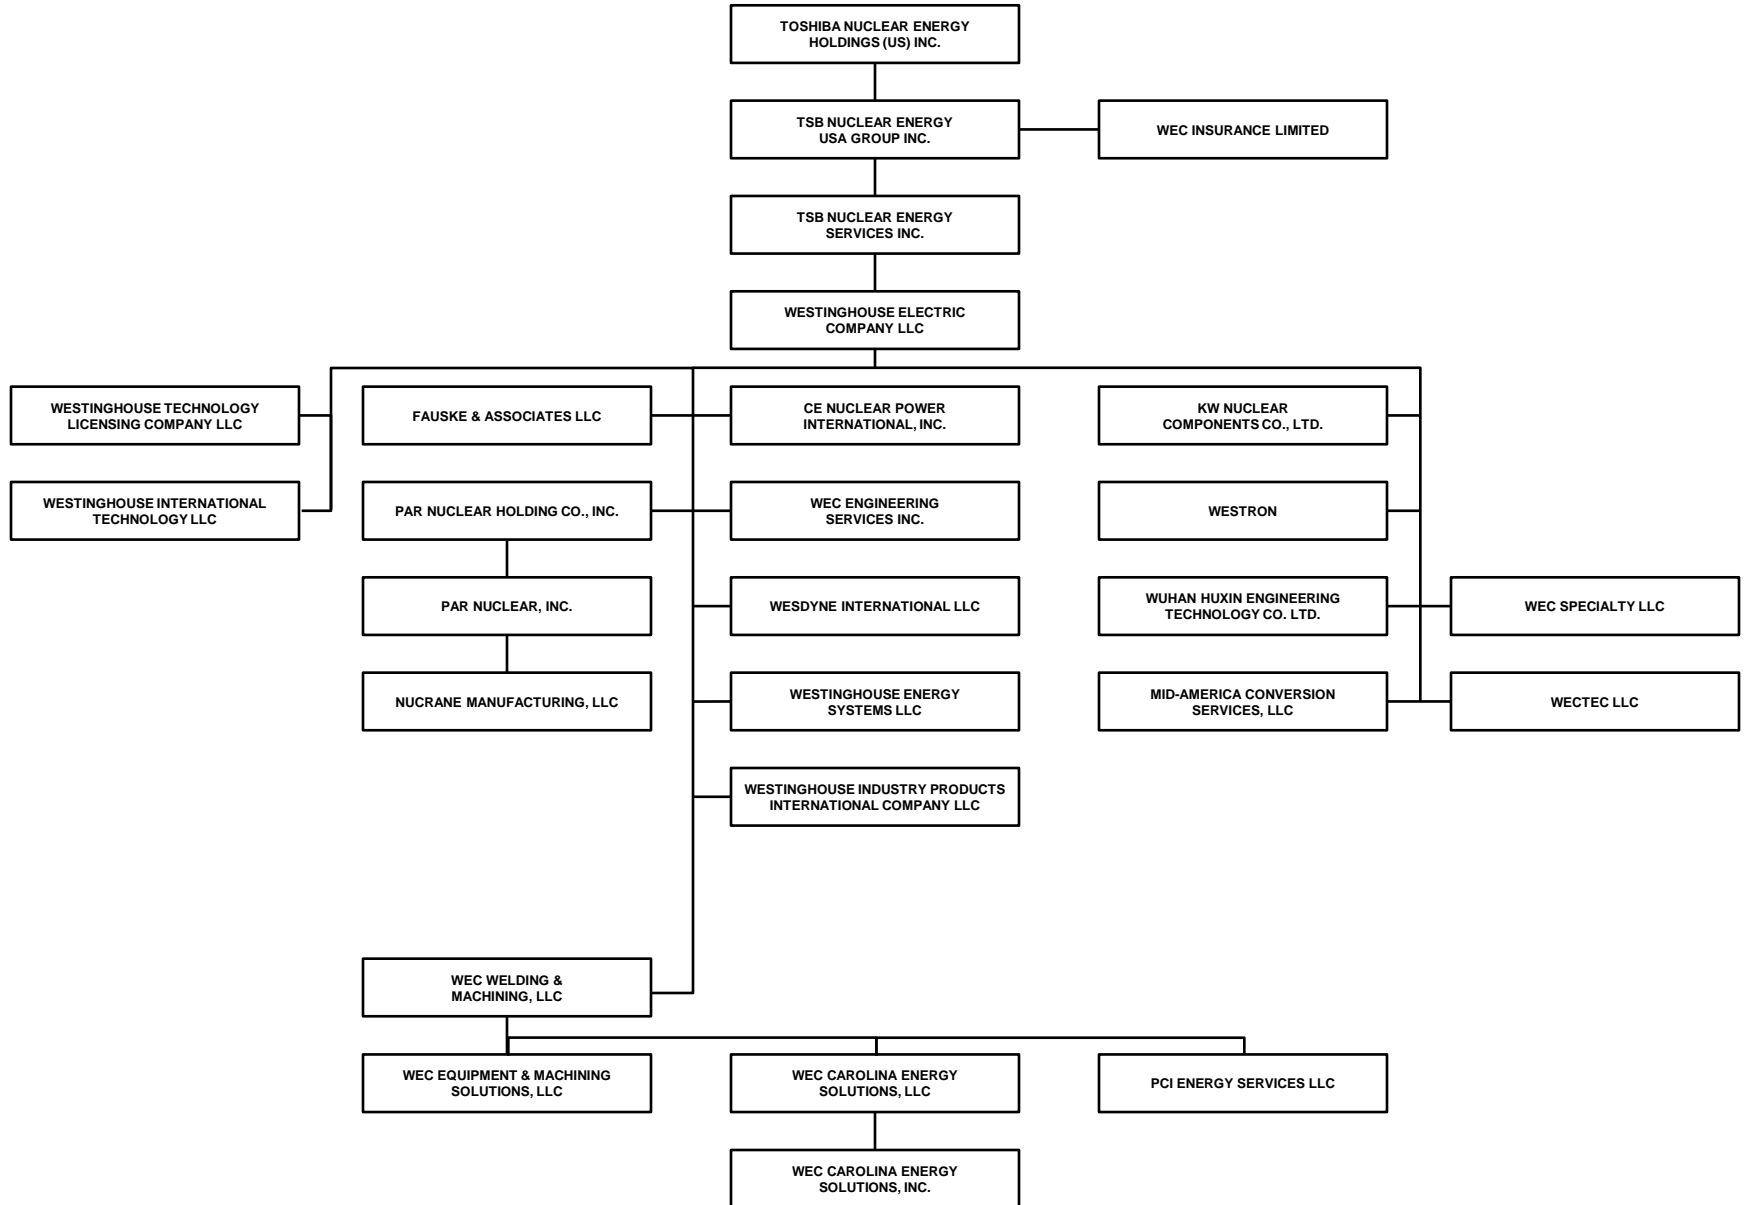 TOSHIBA NUCLEAR ENERGY
HOLDINGS (US) INC.
TSB NUCLEAR ENERGY
USA GROUP INC.
WEC INSURANCE LIMITED
TSB NUCLEAR ENERGY
SERVICES INC.
WESTINGHOUSE ELECTRIC
COMPANY LLC
WESTINGHOUSE TECHNOLOGY
LICENSING COMPANY LLC
FAUSKE & ASSOCIATES LLC
CE NUCLEAR POWER
INTERNATIONAL, INC.
KW NUCLEAR
COMPONENTS CO., LTD.
WESTINGHOUSE INTERNATIONAL
TECHNOLOGY LLC
PAR NUCLEAR HOLDING CO., INC.
WEC ENGINEERING
SERVICES INC.
WESTRON
PAR NUCLEAR, INC.
WESDYNE INTERNATIONAL LLC
WUHAN HUXIN ENGINEERING
TECHNOLOGY CO. LTD.
WEC SPECIALTY LLC
NUCRANE MANUFACTURING, LLC
WESTINGHOUSE ENERGY
SYSTEMS LLC
MID-AMERICA CONVERSION
SERVICES, LLC
WECTEC LLC
WESTINGHOUSE INDUSTRY PRODUCTS
INTERNATIONAL COMPANY LLC
WEC WELDING &
MACHINING, LLC
WEC EQUIPMENT & MACHINING
SOLUTIONS, LLC
WEC CAROLINA ENERGY
SOLUTIONS, LLC
PCI ENERGY SERVICES LLC
WEC CAROLINA ENERGY
SOLUTIONS, INC.